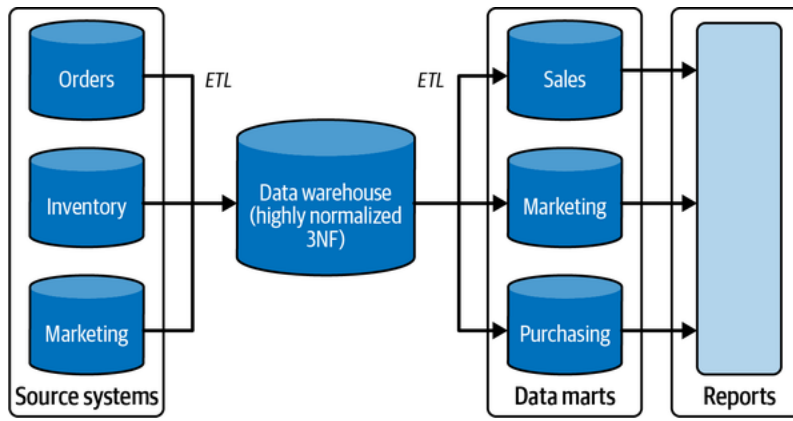 Orders
ETL
ETL
Sales
Inventory
Data warehouse
(highly normalized
3NF)
Marketing
Marketing
Purchasing
Source systems
Data marts
Reports